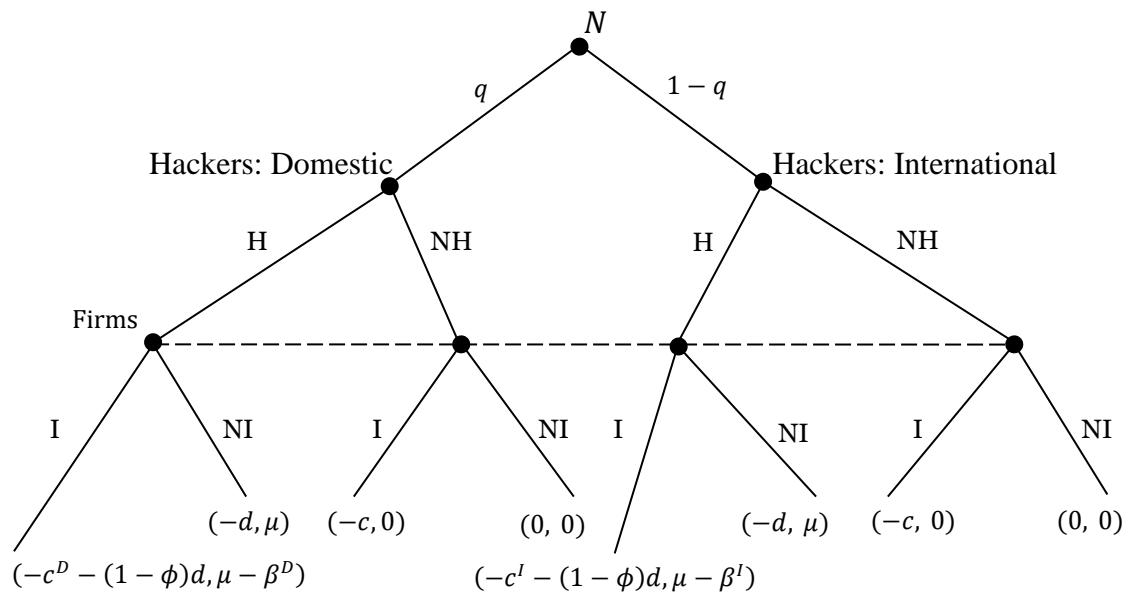 N
q
1 − q
Hackers: Domestic
Hackers: International
H
NH
H
NH
Firms
I
NI
I
NI
I
NI
I
NI
(−d, μ)
(−c, 0)
(0, 0)
(−d, μ)
(−c, 0)
(0, 0)
(−c^D − (1 − ϕ)d, μ − β^D)
(−c^I − (1 − ϕ)d, μ − β^I)